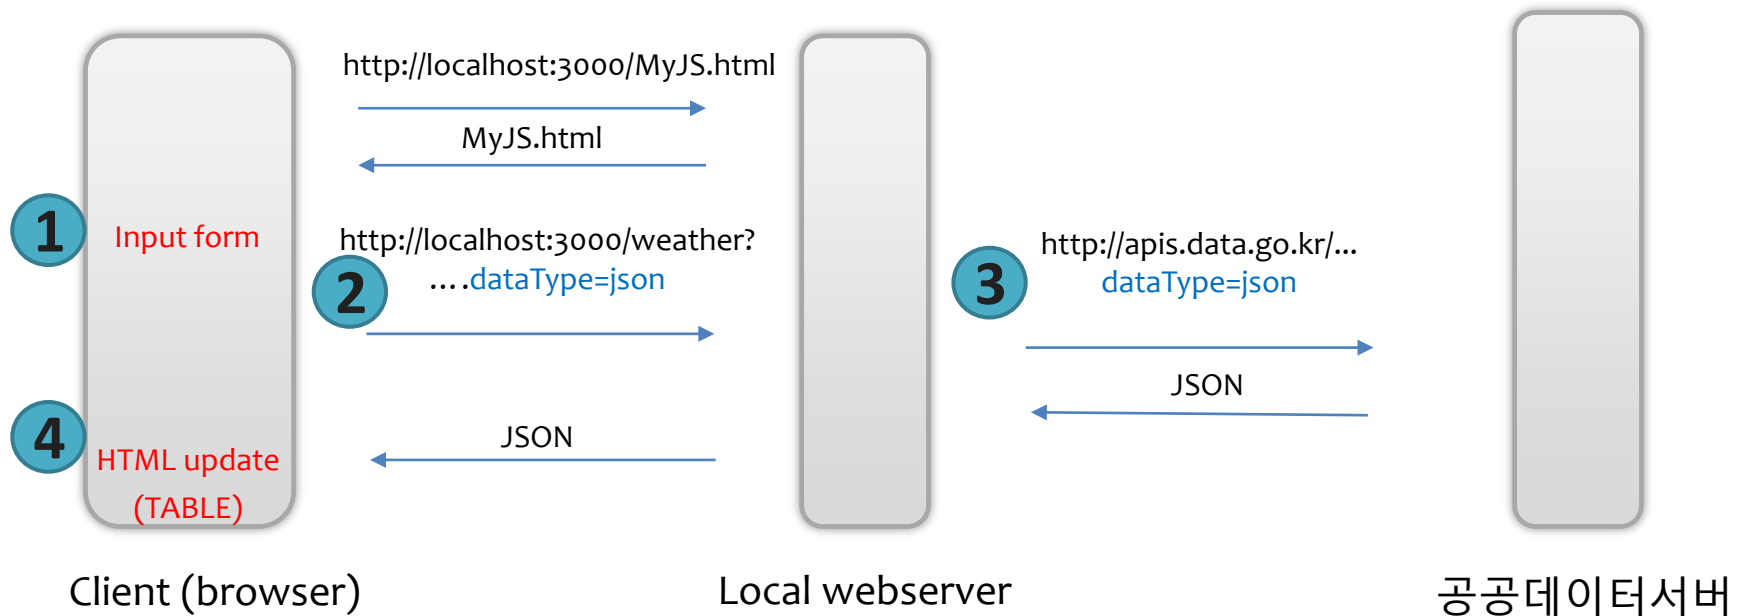 http://localhost:3000/MyJS.html
MyJS.html
1
Input form
http://localhost:3000/weather?
2
....dataType=json
3
http://apis.data.go.kr/...
dataType=json
JSON
4
JSON
HTML update
(TABLE)
Client (browser)
Local webserver
공공데이터서버